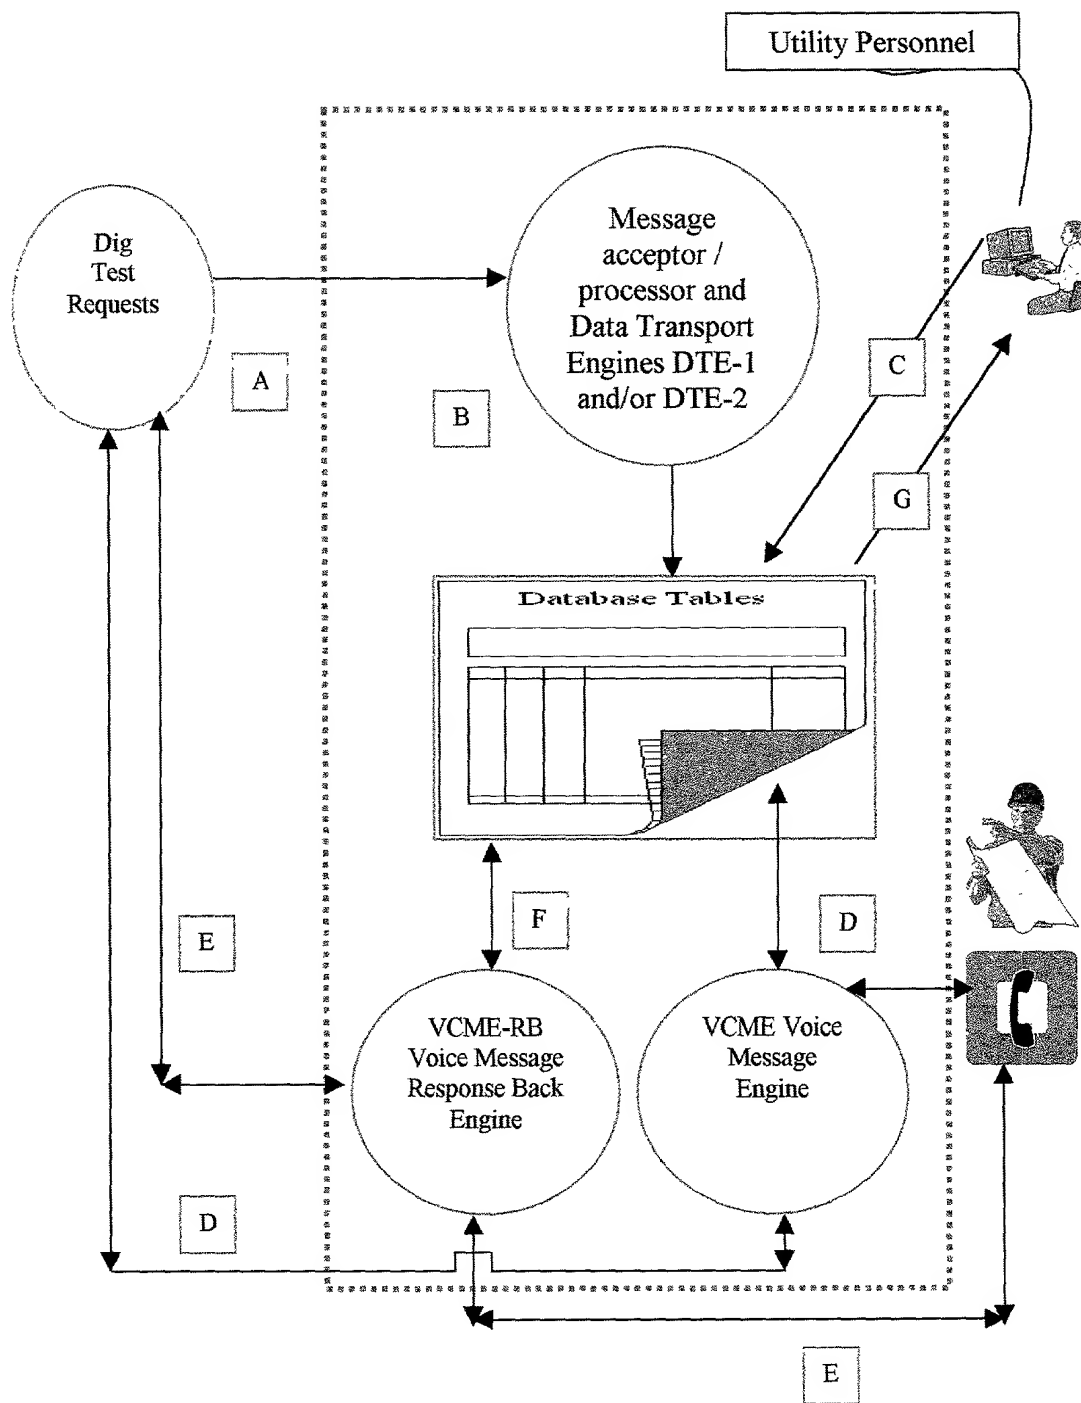 Utility Personnel
Dig
Test
Requests
Message
acceptor /
processor and
Data Transport
Engines DTE-1
and/or DTE-2
A
B
C
G
Database Tables
F
D
E
VCME-RB
Voice Message
Response Back
Engine
VCME Voice
Message
Engine
D
E